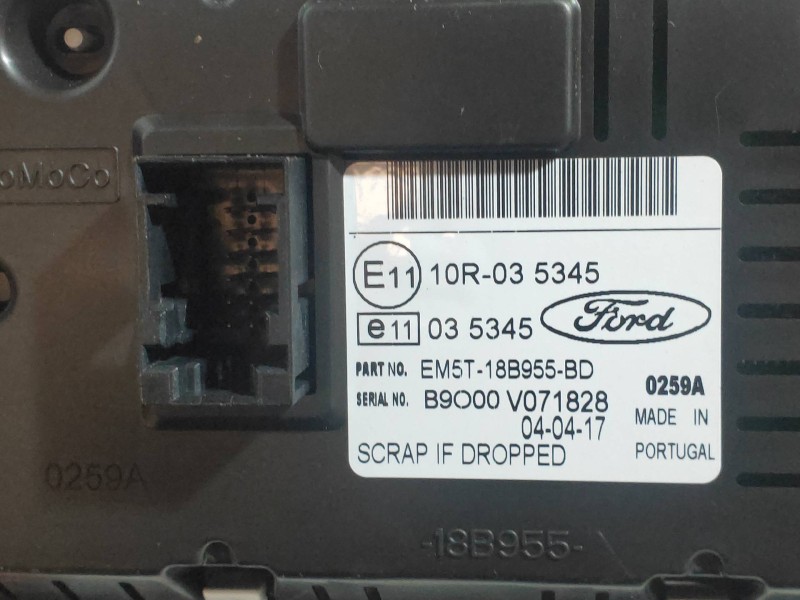 oMoCo
E11 10R-03 5345
e11 03 5345 Ford
PART NO. EM5T-18B955-BD
SERIAL NO. B9O00 V071828 0259A
04-04-17 MADE IN
SCRAP IF DROPPED PORTUGAL
0259A
-18B955-